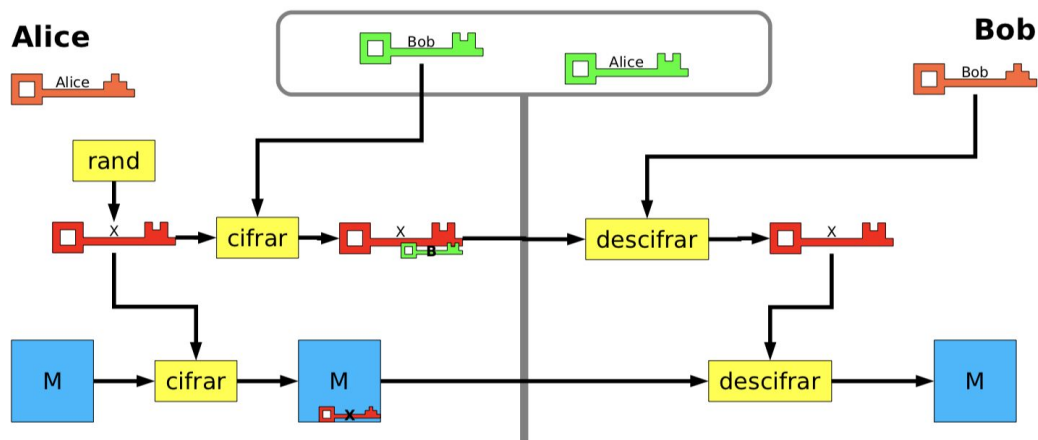 Alice
Bob
Bob
Alice
Alice
Bob
rand
X
cifrar
X
B
descifrar
X
M
cifrar
M
X
descifrar
M